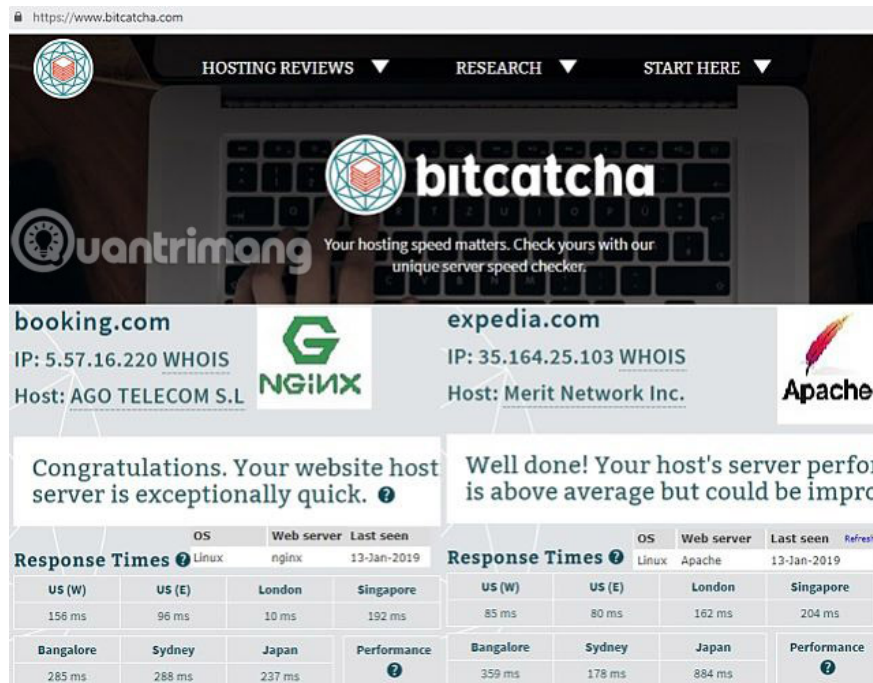 https://www.bitcatcha.com
HOSTING REVIEWS
RESEARCH
START HERE
bitcatcha
Quantrimang
Your hosting speed matters. Check yours with our
unique server speed checker.
booking.com
IP: 5.57.16.220 WHOIS
Host: AGO TELECOM S.L
NGiNX
Congratulations. Your website host
server is exceptionally quick. ?
OS Web server Last seen
Response Times ? Linux nginx 13-Jan-2019
US (W) US (E) London Singapore
156 ms 96 ms 10 ms 192 ms
Bangalore Sydney Japan Performance
285 ms 288 ms 237 ms ?
expedia.com
IP: 35.164.25.103 WHOIS
Host: Merit Network Inc.
Apache
Well done! Your host's server perfor
is above average but could be impro
OS Web server Last seen Refresh
Response Times ? Linux Apache 13-Jan-2019
US (W) US (E) London Singapore
85 ms 80 ms 162 ms 204 ms
Bangalore Sydney Japan Performance
359 ms 178 ms 884 ms ?